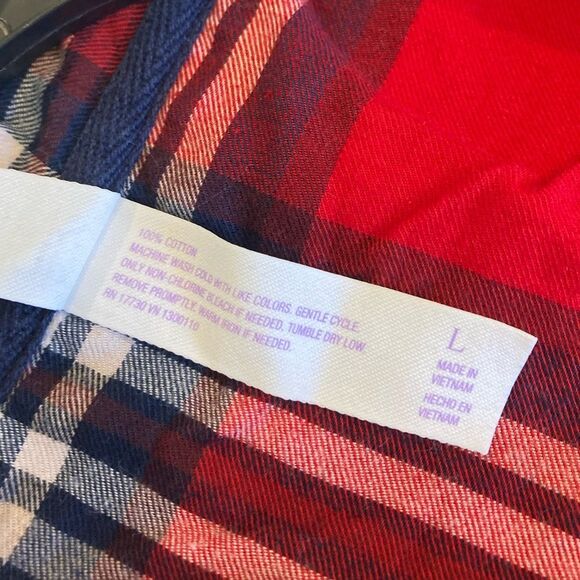 100% COTTON
MACHINE WASH COLD WITH LIKE COLORS. GENTLE CYCLE.
ONLY NON-CHLORINE BLEACH IF NEEDED. TUMBLE DRY LOW.
REMOVE PROMPTLY. WARM IRON IF NEEDED.
RN 17730 VN 1300110
L
MADE IN
VIETNAM
HECHO EN
VIETNAM